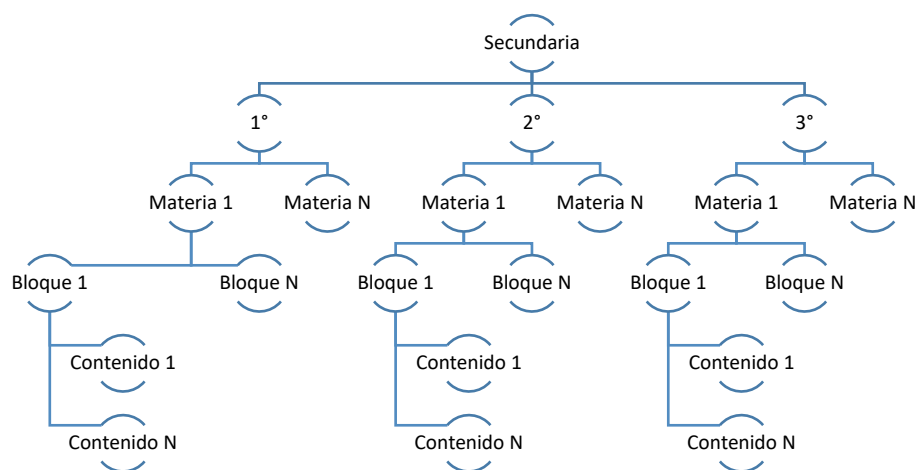 Secundaria
1°
2°
3°
Materia 1
Materia N
Materia 1
Materia N
Materia 1
Materia N
Bloque 1
Bloque N
Bloque 1
Bloque N
Bloque 1
Bloque N
Contenido 1
Contenido 1
Contenido 1
Contenido N
Contenido N
Contenido N